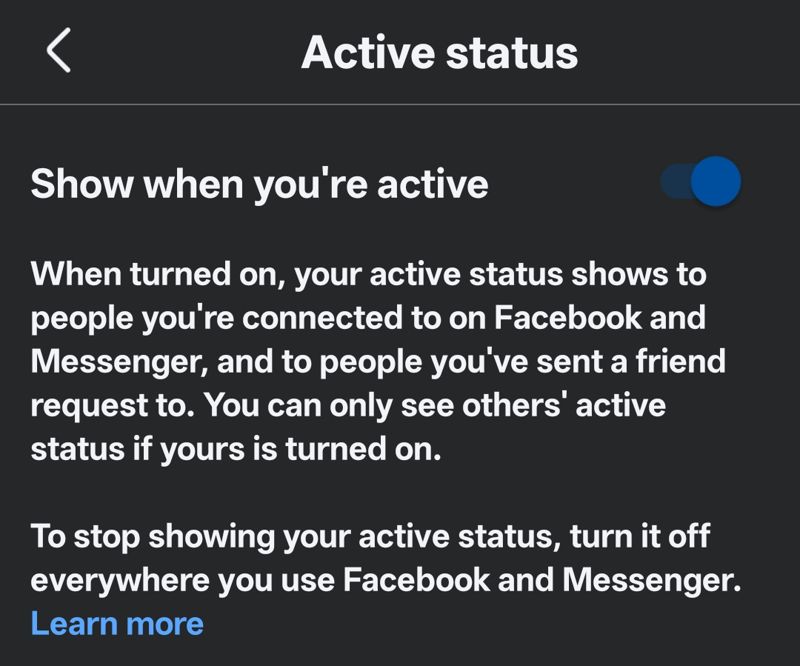 Active status
Show when you're active
When turned on, your active status shows to
people you're connected to on Facebook and
Messenger, and to people you've sent a friend
request to. You can only see others' active
status if yours is turned on.
To stop showing your active status, turn it off
everywhere you use Facebook and Messenger.
Learn more